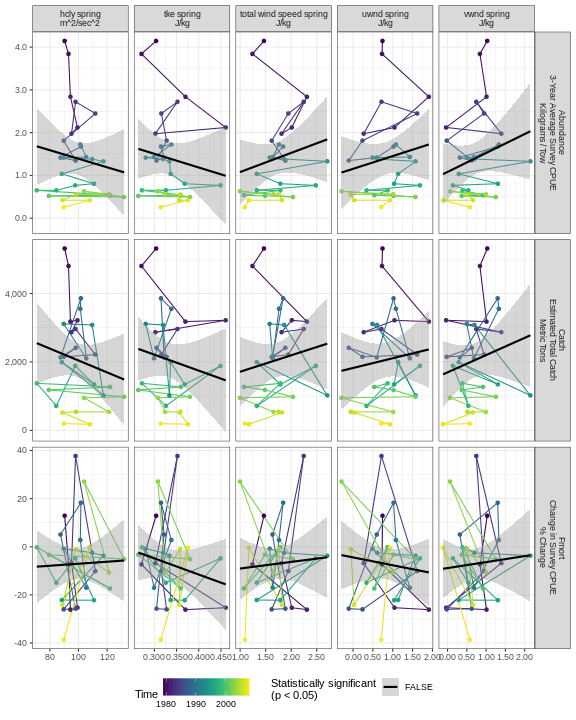 hcly spring
m^2/sec^2
tke spring
J/kg
total wind speed spring
J/kg
uwnd spring
J/kg
vwnd spring
J/kg
4.0
3.0
2.0
1.0
0.0
Abundance
3-Year Average Survey CPUE
Kilograms / Tow
4,000
2,000
0
Catch
Estimated Total Catch
Metric Tons
40
20
0
-20
-40
Fmort
Change in Survey CPUE
% Change
80 100 120
0.300 0.350 0.400 0.450
1.00 1.50 2.00 2.50
0.00 0.50 1.00 1.50 2.00
0.00 0.50 1.00 1.50 2.00
Time
1980 1990 2000
Statistically significant
(p < 0.05)
FALSE